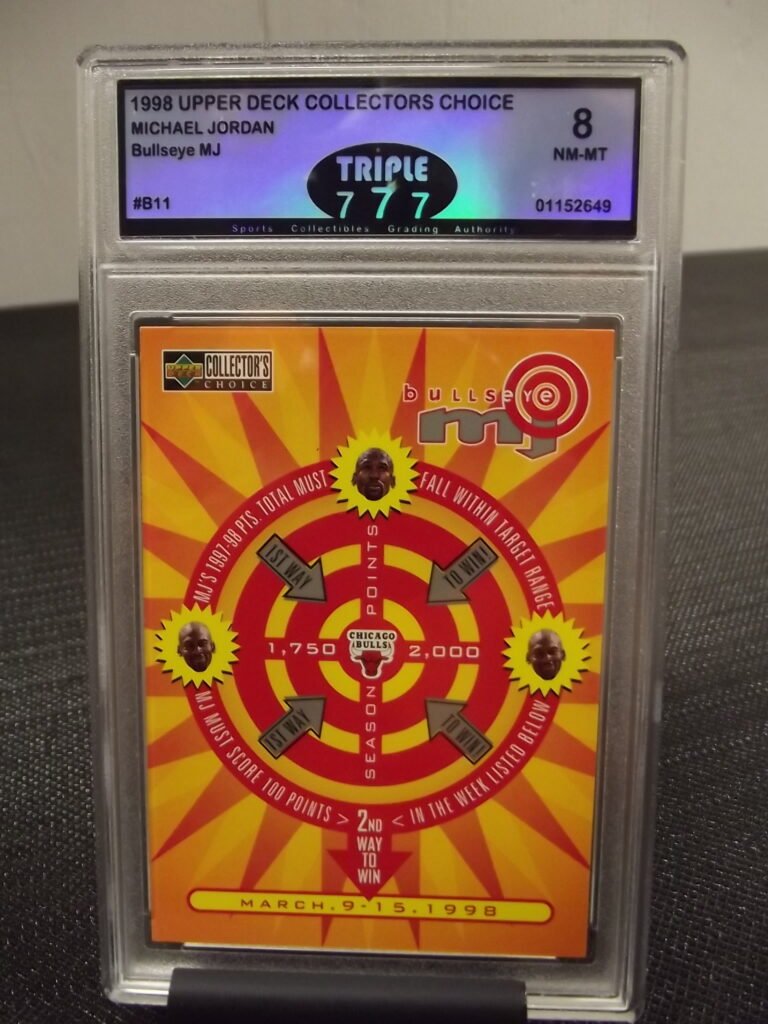 1998 UPPER DECK COLLECTORS CHOICE
MICHAEL JORDAN
Bullseye MJ
8
NM-MT
TRIPLE
777
#B11
01152649
Sports Collectibles Grading Authority
UPPER DECK COLLECTOR'S
CHOICE
bullseye
mj
MJ'S 1997-98 PTS. TOTAL MUST FALL WITHIN TARGET RANGE
1ST WAY
TO WIN!
SEASON POINTS
1,750
CHICAGO
BULLS
2,000
1ST WAY
TO WIN!
MJ MUST SCORE 100 POINTS > < IN THE WEEK LISTED BELOW
2ND
WAY
TO
WIN
MARCH.9-15.1998